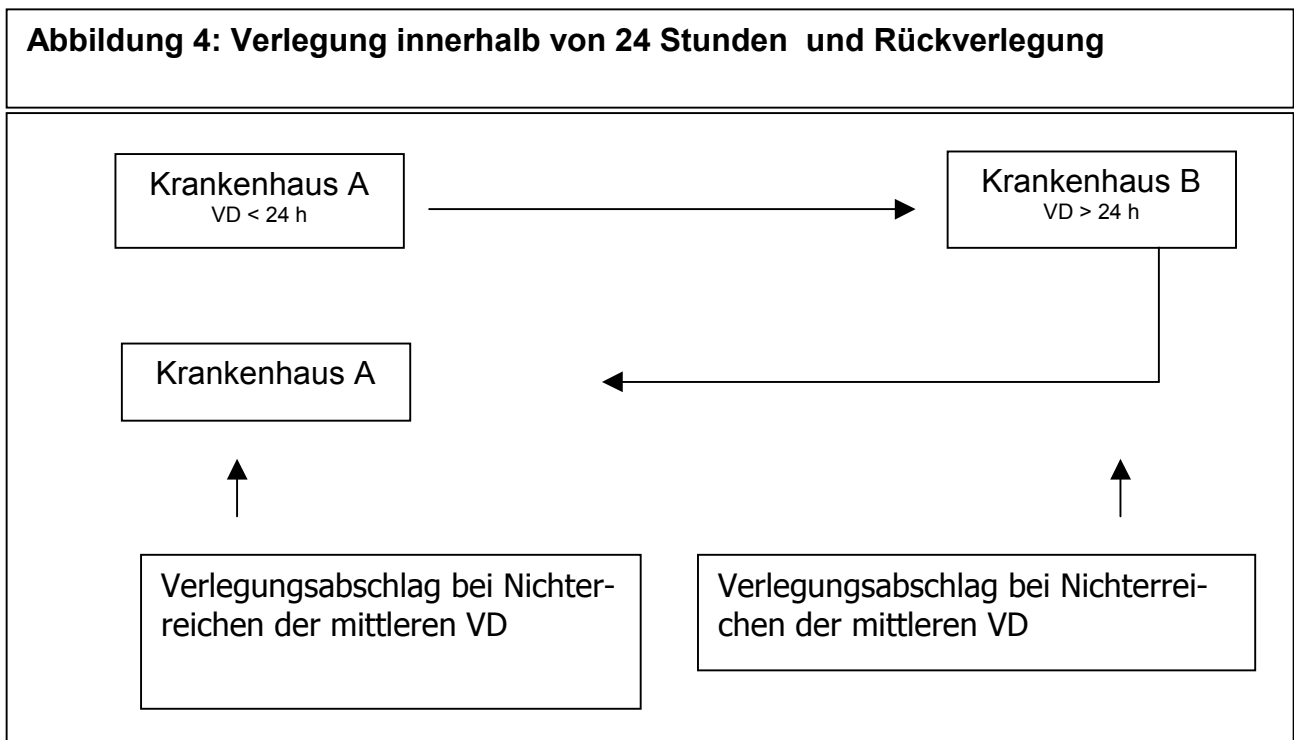 Abbildung 4: Verlegung innerhalb von 24 Stunden und Rückverlegung
Krankenhaus A
VD < 24 h
Krankenhaus B
VD > 24 h
Krankenhaus A
Verlegungsabschlag bei Nichter-
reichen der mittleren VD
Verlegungsabschlag bei Nichterrei-
chen der mittleren VD